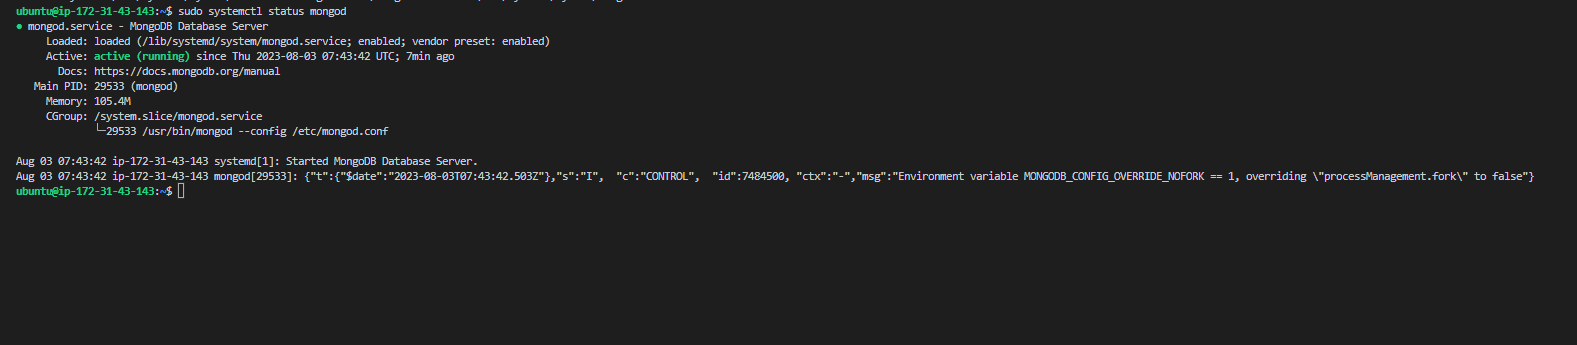 ubuntu@ip-172-31-43-143:~$ sudo systemctl status mongod
● mongod.service - MongoDB Database Server
Loaded: loaded (/lib/systemd/system/mongod.service; enabled; vendor preset: enabled)
Active: active (running) since Thu 2023-08-03 07:43:42 UTC; 7min ago
Docs: https://docs.mongodb.org/manual
Main PID: 29533 (mongod)
Memory: 105.4M
CGroup: /system.slice/mongod.service
└─29533 /usr/bin/mongod --config /etc/mongod.conf
Aug 03 07:43:42 ip-172-31-43-143 systemd[1]: Started MongoDB Database Server.
Aug 03 07:43:42 ip-172-31-43-143 mongod[29533]: {"t":{"$date":"2023-08-03T07:43:42.503Z"},"s":"I",  "c":"CONTROL",  "id":7484500, "ctx":"-","msg":"Environment variable MONGODB_CONFIG_OVERRIDE_NOFORK == 1, overriding \"processManagement.fork\" to false"}
ubuntu@ip-172-31-43-143:~$